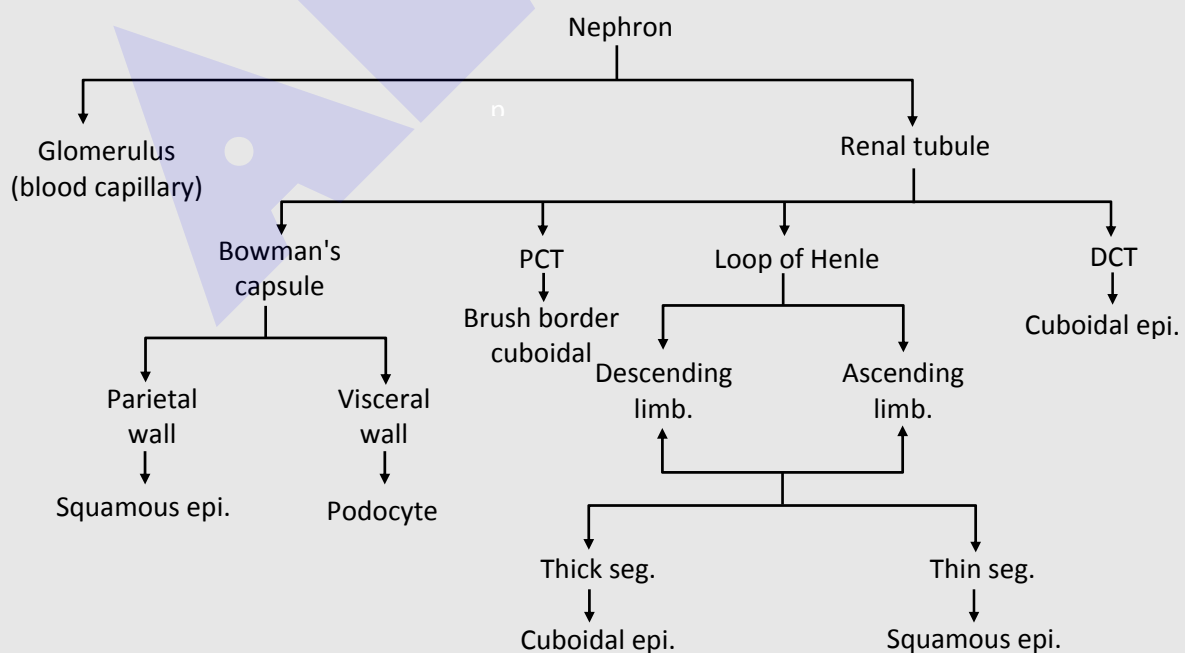 Nephron
n
Glomerulus
(blood capillary)
Renal tubule
Bowman's
capsule
PCT
Loop of Henle
DCT
Brush border
cuboidal
Cuboidal epi.
Descending
limb.
Ascending
limb.
Parietal
wall
Visceral
wall
Squamous epi.
Podocyte
Thick seg.
Thin seg.
Cuboidal epi.
Squamous epi.